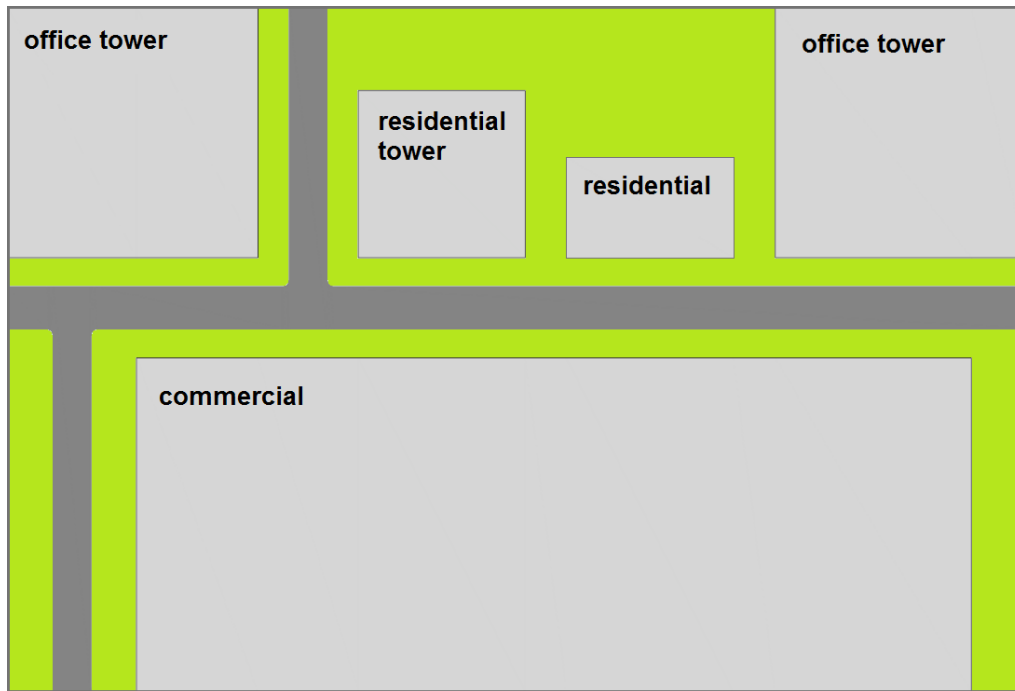 office tower
office tower
residential
tower
residential
commercial